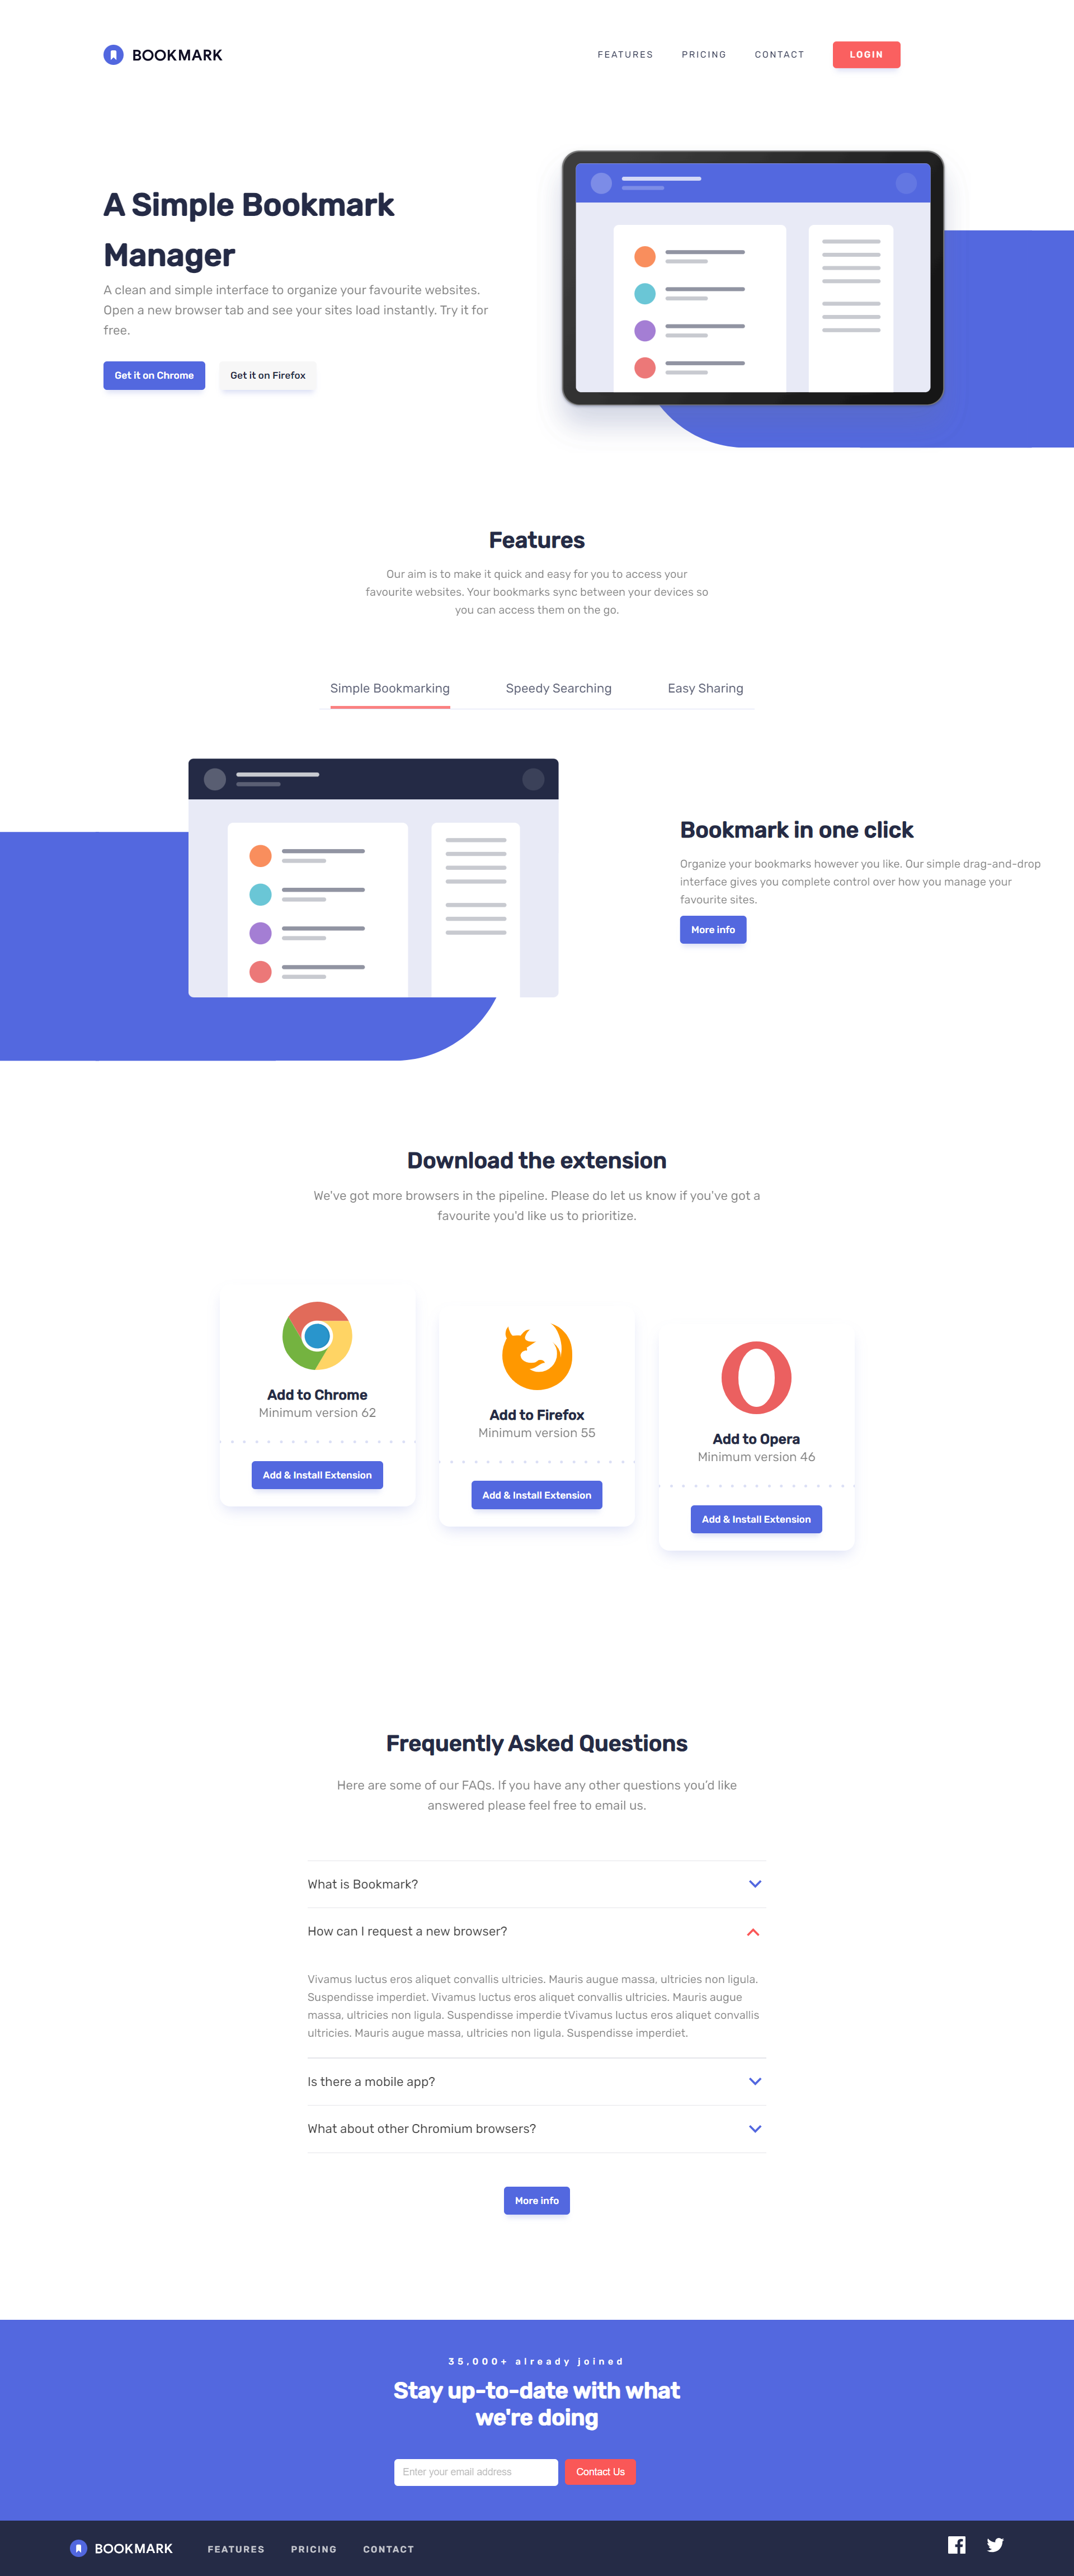 BOOKMARK
FEATURES PRICING CONTACT LOGIN
A Simple Bookmark
Manager
A clean and simple interface to organize your favourite websites.
Open a new browser tab and see your sites load instantly. Try it for
free.
Get it on Chrome Get it on Firefox
Features
Our aim is to make it quick and easy for you to access your
favourite websites. Your bookmarks sync between your devices so
you can access them on the go.
Simple Bookmarking Speedy Searching Easy Sharing
Bookmark in one click
Organize your bookmarks however you like. Our simple drag-and-drop
interface gives you complete control over how you manage your
favourite sites.
More info
Download the extension
We've got more browsers in the pipeline. Please do let us know if you've got a
favourite you'd like us to prioritize.
Add to Chrome
Minimum version 62
Add & Install Extension
Add to Firefox
Minimum version 55
Add & Install Extension
Add to Opera
Minimum version 46
Add & Install Extension
Frequently Asked Questions
Here are some of our FAQs. If you have any other questions you'd like
answered please feel free to email us.
What is Bookmark?
How can I request a new browser?
Vivamus luctus eros aliquet convallis ultricies. Mauris augue massa, ultricies non ligula.
Suspendisse imperdiet. Vivamus luctus eros aliquet convallis ultricies. Mauris augue
massa, ultricies non ligula. Suspendisse imperdie tVivamus luctus eros aliquet convallis
ultricies. Mauris augue massa, ultricies non ligula. Suspendisse imperdiet.
Is there a mobile app?
What about other Chromium browsers?
More info
35,000+ already joined
Stay up-to-date with what
we're doing
Enter your email address Contact Us
BOOKMARK FEATURES PRICING CONTACT